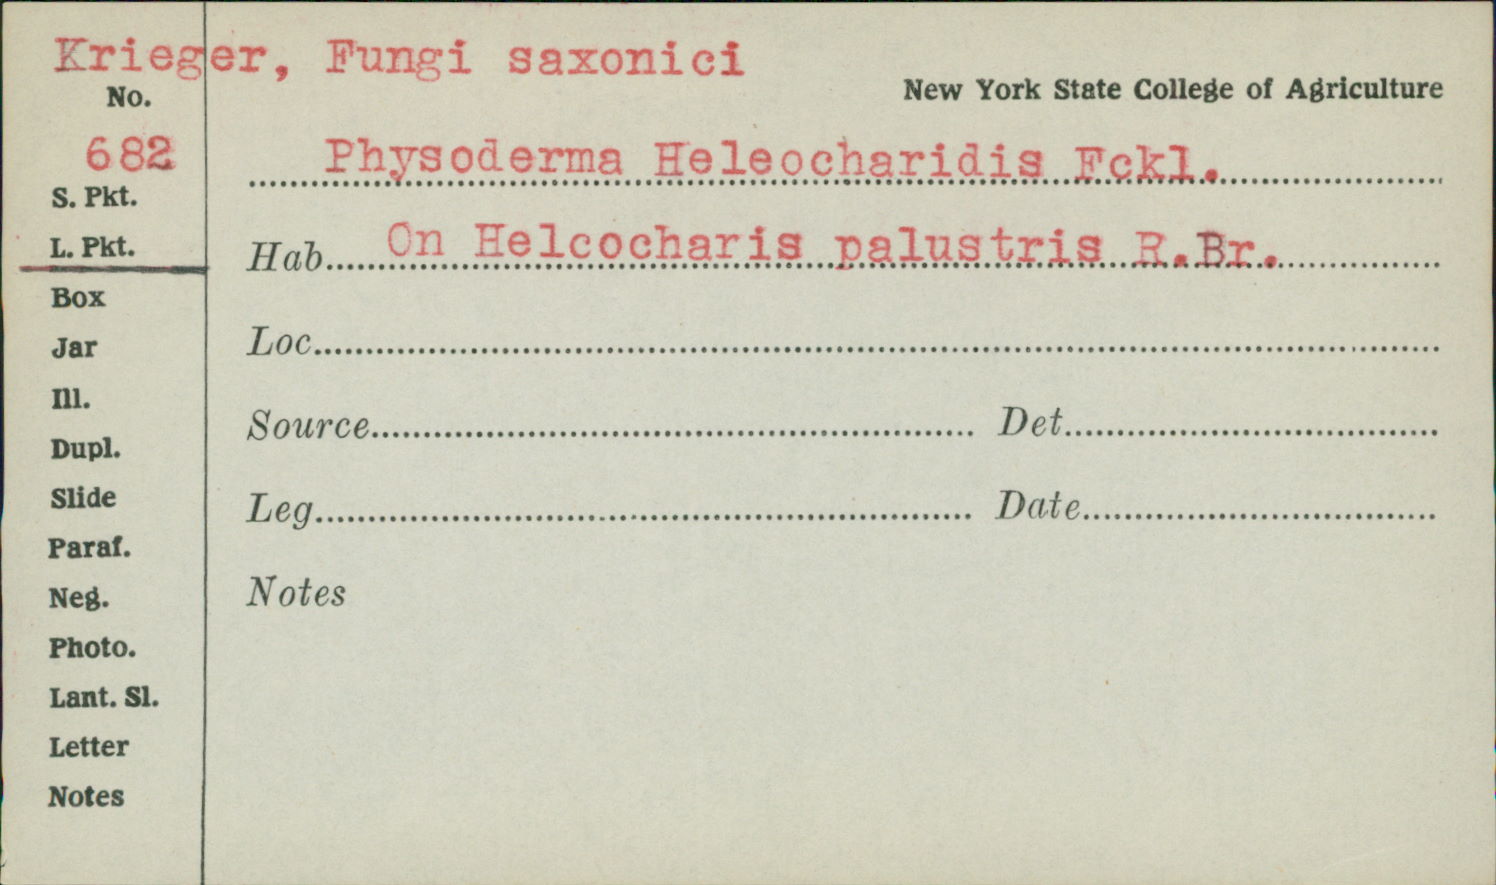 Krieger, Fungi saxonici
No.
New York State College of Agriculture
682
Physoderma Heleocharidis Fckl.
S. Pkt.
L. Pkt.
Hab. On Helcocharis palustris R.Br.
Box
Jar
Loc.
Ill.
Source
Det.
Dupl.
Slide
Leg.
Date
Paraf.
Neg.
Notes
Photo.
Lant. Sl.
Letter
Notes